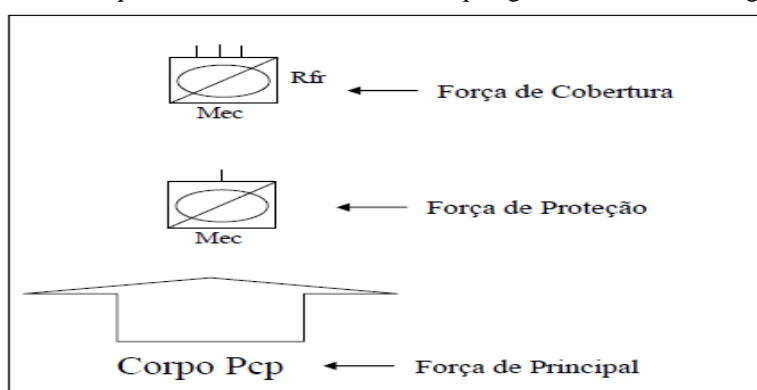 Rfr
Força de Cobertura
Mec
Força de Proteção
Mec
Corpo Pcp
Força de Principal